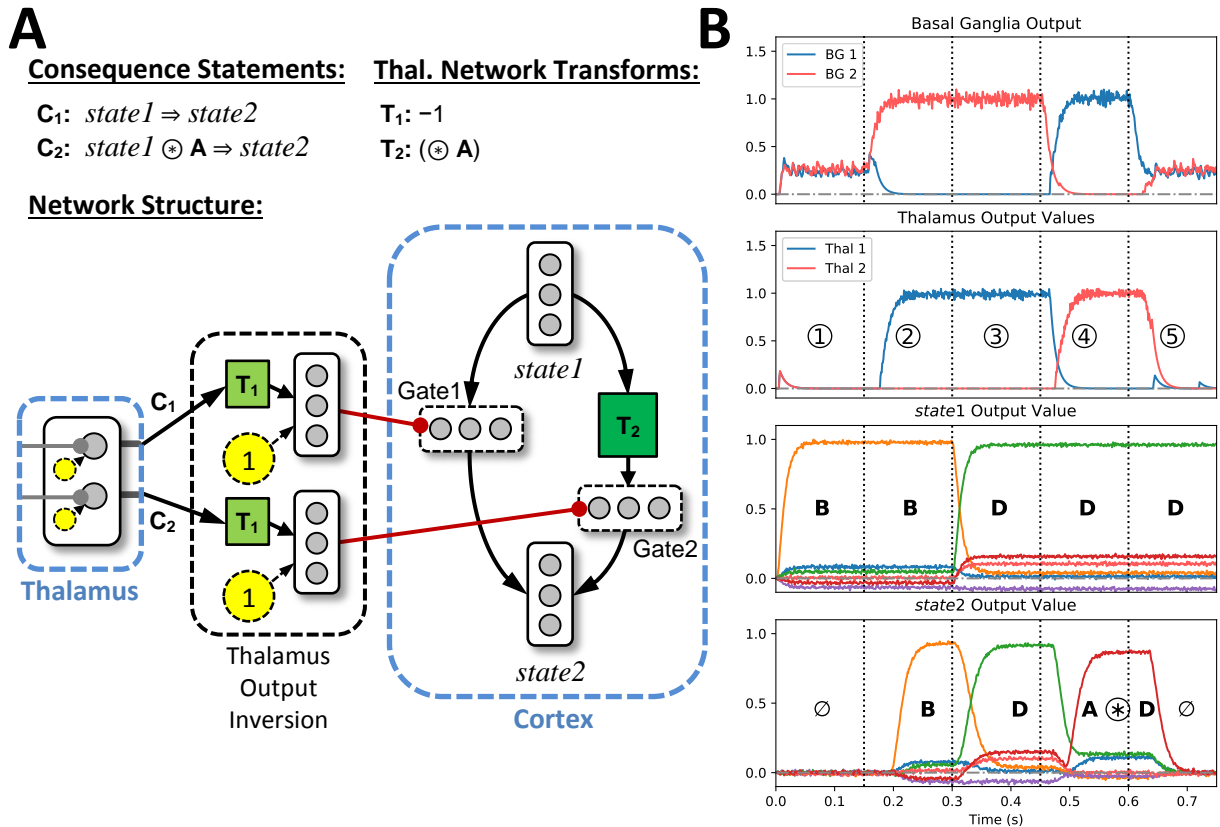 A
Consequence Statements:
C₁: state1 ⇒ state2
C₂: state1 ⊛ A ⇒ state2
Thal. Network Transforms:
T₁: −1
T₂: (⊛ A)
Network Structure:
state1
Gate1
C₁
T₁
T₂
1
C₂
T₁
Gate2
1
Thalamus
Thalamus
Output
Inversion
state2
Cortex
B
Basal Ganglia Output
BG 1
BG 2
1.5
1.0
0.5
0.0
Thalamus Output Values
Thal 1
Thal 2
1.5
1.0
0.5
0.0
① ② ③ ④ ⑤
state1 Output Value
1.0
0.5
0.0
B B D D D
state2 Output Value
1.0
0.5
0.0
∅ B D A ⊛ D ∅
0.0 0.1 0.2 0.3 0.4 0.5 0.6 0.7
Time (s)